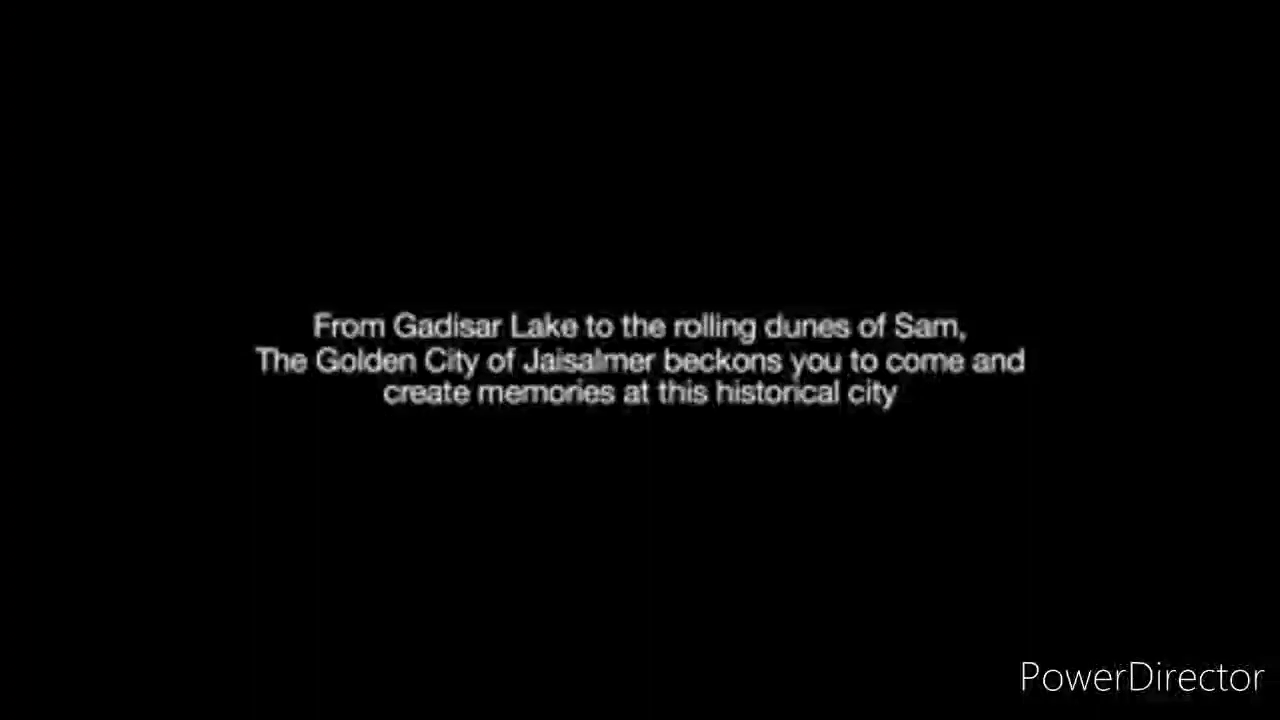 From Gadisar Lake to the rolling dunes of Sam,
The Golden City of Jaisalmer beckons you to come and
create memories at this historical city
PowerDirector